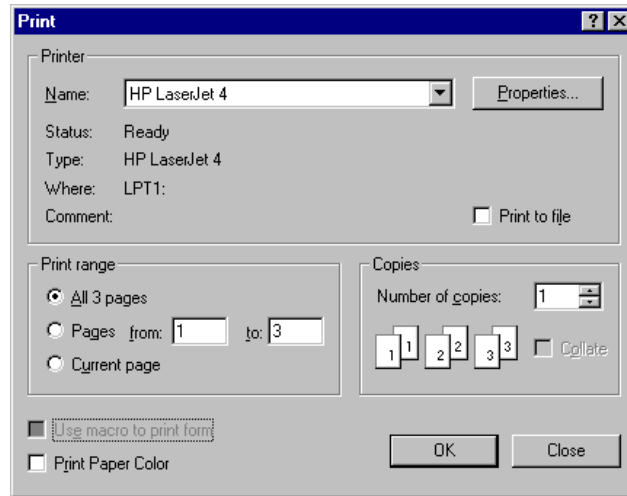 Print
Printer
Name: HP LaserJet 4 Properties...
Status: Ready
Type: HP LaserJet 4
Where: LPT1:
Comment: Print to file
Print range
All 3 pages
Pages from: 1 to: 3
Current page
Copies
Number of copies: 1
1 1 2 2 3 3 Collate
Use macro to print form
Print Paper Color
OK Close